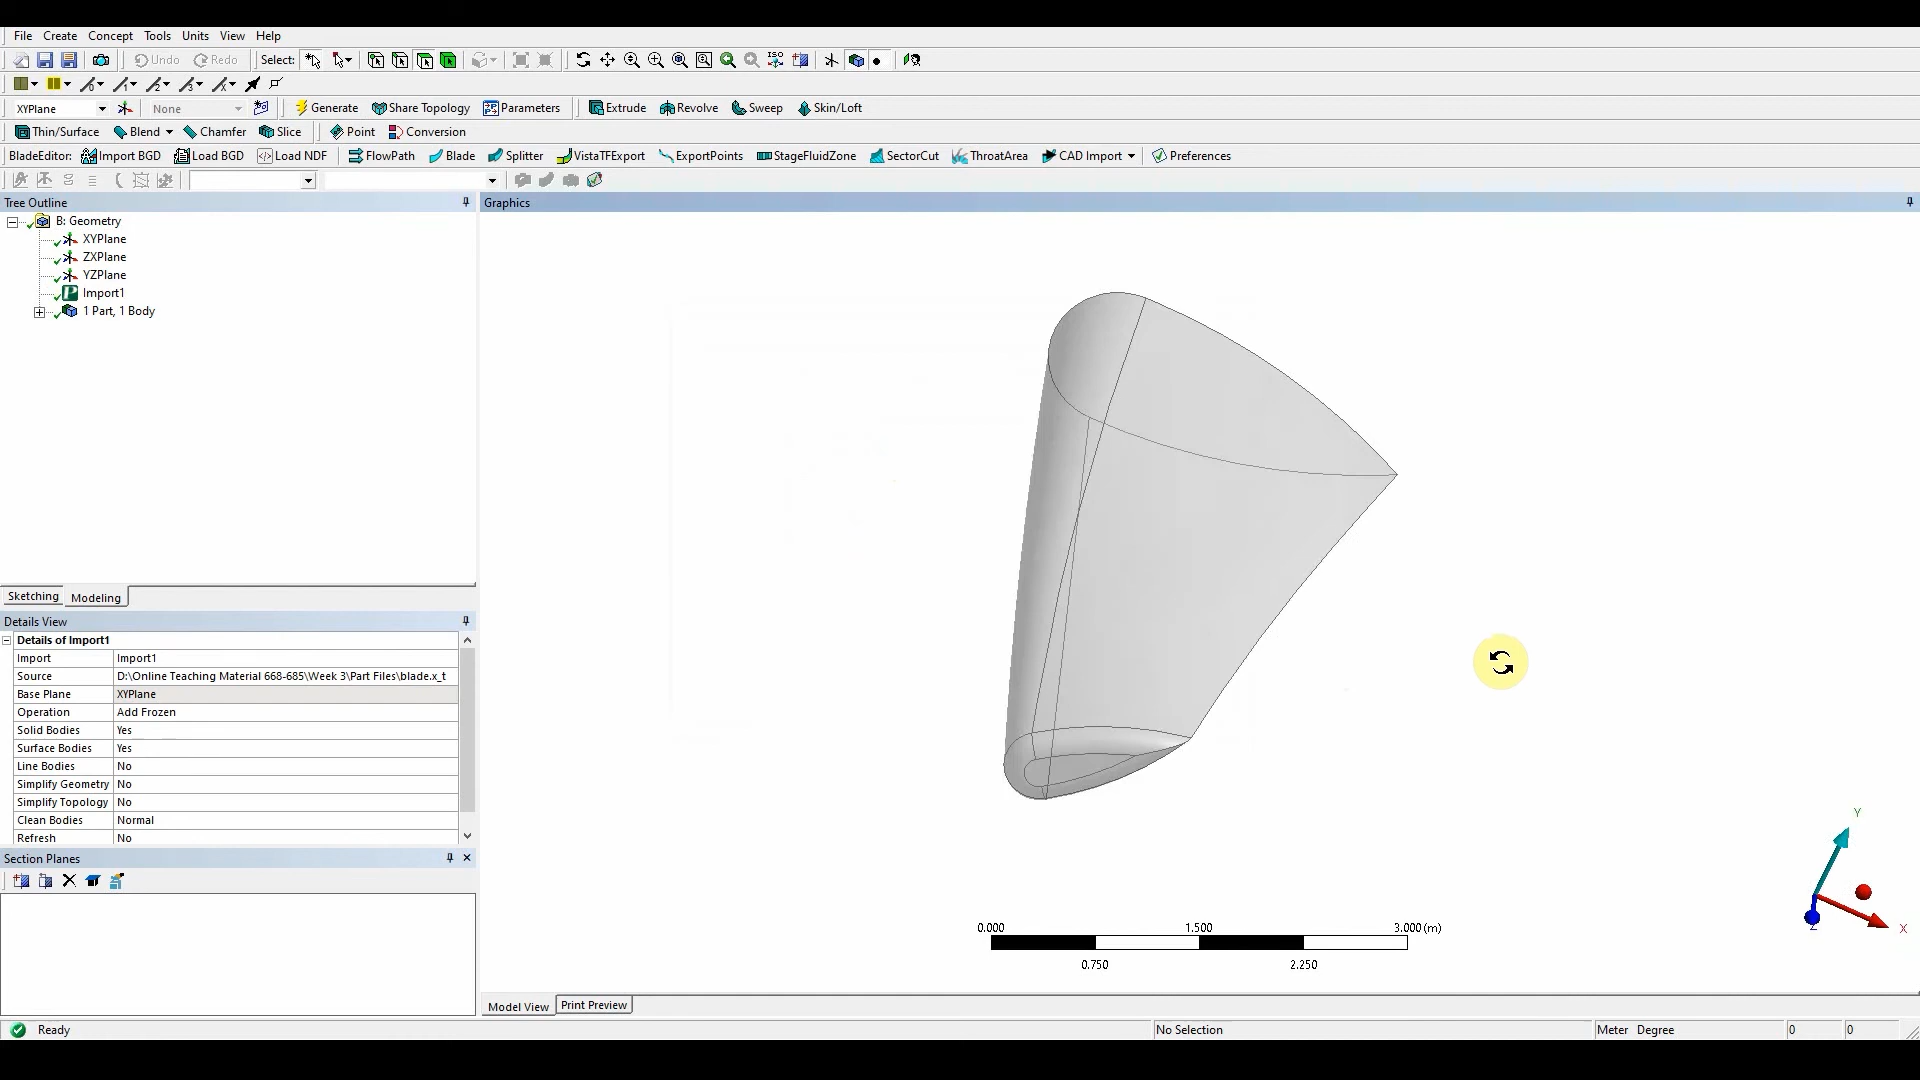 File Create Concept Tools Units View Help
Undo Redo Select: ISO
XYPlane None Generate Share Topology Parameters Extrude Revolve Sweep Skin/Loft
Thin/Surface Blend Chamfer Slice Point Conversion
BladeEditor: Import BGD Load BGD Load NDF FlowPath Blade Splitter VistaTFExport ExportPoints StageFluidZone SectorCut ThroatArea CAD Import Preferences
Tree Outline
B: Geometry
XYPlane
ZXPlane
YZPlane
Import1
1 Part, 1 Body
Sketching Modeling
Details View
Details of Import1
Import Import1
Source D:\Online Teaching Material 668-685\Week 3\Part Files\blade.x_t
Base Plane XYPlane
Operation Add Frozen
Solid Bodies Yes
Surface Bodies Yes
Line Bodies No
Simplify Geometry No
Simplify Topology No
Clean Bodies Normal
Refresh No
Section Planes
Graphics
Y
X
Z
0.000 1.500 3.000 (m)
0.750 2.250
Model View Print Preview
Ready No Selection Meter Degree 0 0